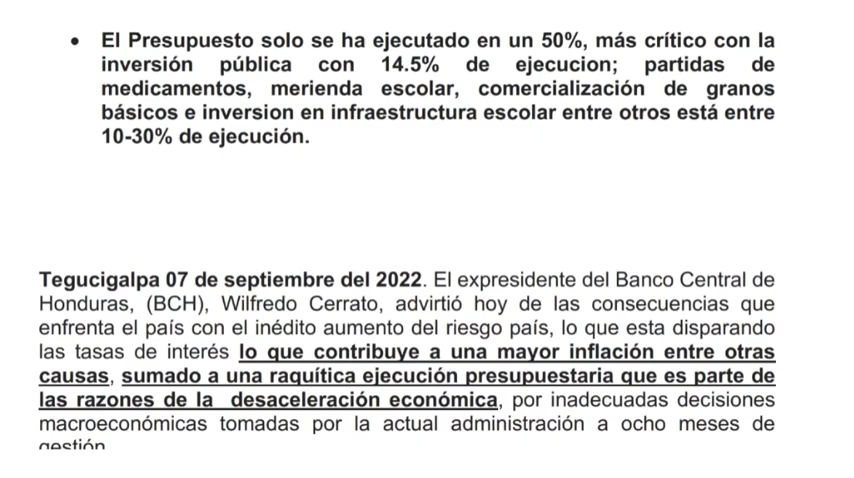 • El Presupuesto solo se ha ejecutado en un 50%, más crítico con la
inversión pública con 14.5% de ejecucion; partidas de
medicamentos, merienda escolar, comercialización de granos
básicos e inversion en infraestructura escolar entre otros está entre
10-30% de ejecución.
Tegucigalpa 07 de septiembre del 2022. El expresidente del Banco Central de
Honduras, (BCH), Wilfredo Cerrato, advirtió hoy de las consecuencias que
enfrenta el país con el inédito aumento del riesgo país, lo que esta disparando
las tasas de interés lo que contribuye a una mayor inflación entre otras
causas, sumado a una raquítica ejecución presupuestaria que es parte de
las razones de la desaceleración económica, por inadecuadas decisiones
macroeconómicas tomadas por la actual administración a ocho meses de
gestión